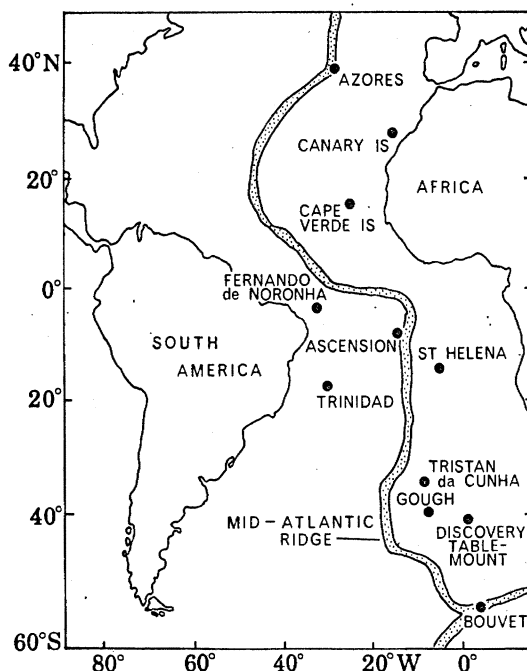 40°N
AZORES
CANARY IS
20°
CAPE
VERDE IS
AFRICA
0°
FERNANDO
de NORONHA
SOUTH
AMERICA
ASCENSION
ST HELENA
20°
TRINIDAD
TRISTAN
da CUNHA
GOUGH
40°
MID-ATLANTIC
RIDGE
DISCOVERY
TABLE-
MOUNT
BOUVET
60°S
80°
60°
40°
20°W
0°